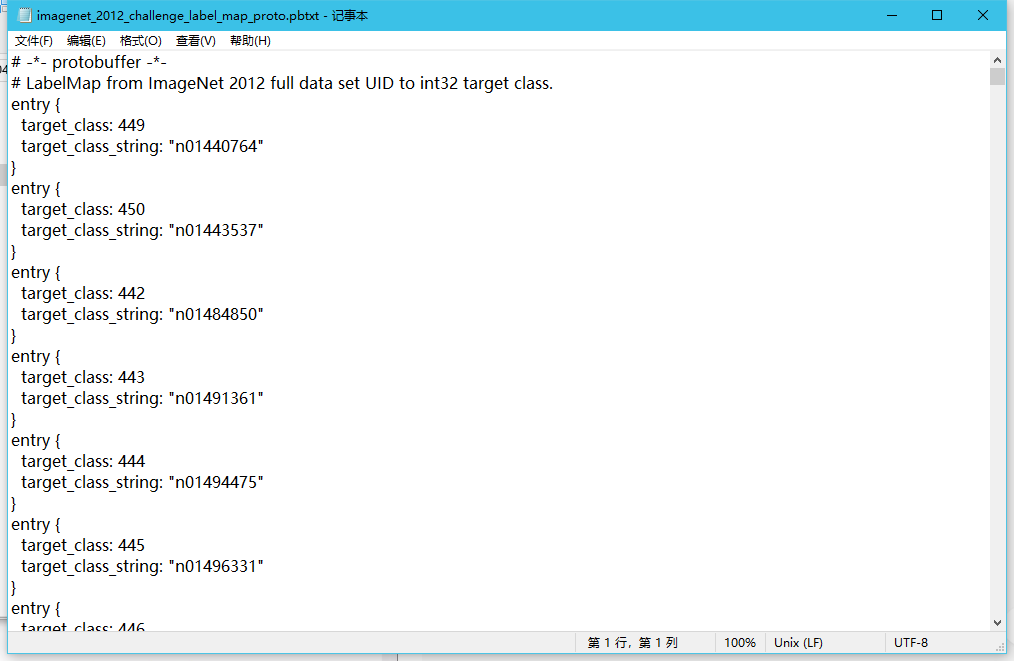 imagenet_2012_challenge_label_map_proto.pbtxt - 记事本
文件(F) 编辑(E) 格式(O) 查看(V) 帮助(H)
# -*- protobuffer -*-
# LabelMap from ImageNet 2012 full data set UID to int32 target class.
entry {
target_class: 449
target_class_string: "n01440764"
}
entry {
target_class: 450
target_class_string: "n01443537"
}
entry {
target_class: 442
target_class_string: "n01484850"
}
entry {
target_class: 443
target_class_string: "n01491361"
}
entry {
target_class: 444
target_class_string: "n01494475"
}
entry {
target_class: 445
target_class_string: "n01496331"
}
entry {
target_class: 446
第 1 行，第 1 列 100% Unix (LF) UTF-8